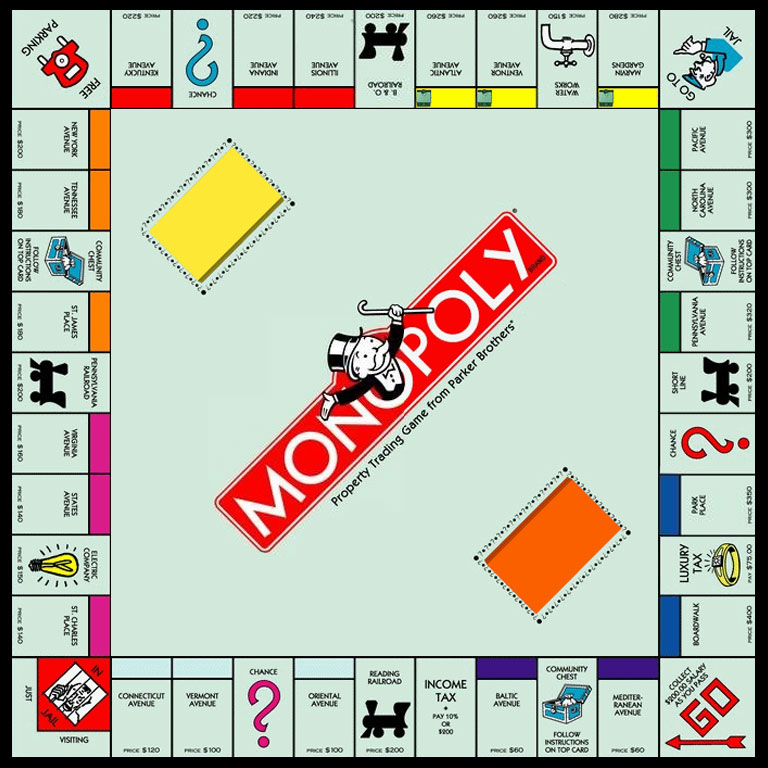 FREE
PARKING
KENTUCKY
AVENUE
PRICE $220
CHANCE
INDIANA
AVENUE
PRICE $220
ILLINOIS
AVENUE
PRICE $240
B. & O.
RAILROAD
PRICE $200
ATLANTIC
AVENUE
PRICE $260
VENTNOR
AVENUE
PRICE $260
WATER
WORKS
PRICE $150
MARVIN
GARDENS
PRICE $280
GO TO
JAIL
NEW YORK
AVENUE
PRICE $200
TENNESSEE
AVENUE
PRICE $180
COMMUNITY
CHEST
FOLLOW
INSTRUCTIONS
ON TOP CARD
ST. JAMES
PLACE
PRICE $180
PENNSYLVANIA
RAILROAD
PRICE $200
VIRGINIA
AVENUE
PRICE $160
STATES
AVENUE
PRICE $140
ELECTRIC
COMPANY
PRICE $150
ST. CHARLES
PLACE
PRICE $140
MONOPOLY
BRAND
Property Trading Game from Parker Brothers®
PACIFIC
AVENUE
PRICE $300
NORTH
CAROLINA
AVENUE
PRICE $300
COMMUNITY
CHEST
FOLLOW
INSTRUCTIONS
ON TOP CARD
PENNSYLVANIA
AVENUE
PRICE $320
SHORT
LINE
PRICE $200
CHANCE
PARK
PLACE
PRICE $350
LUXURY
TAX
PAY $75.00
BOARDWALK
PRICE $400
IN
JAIL
JUST
VISITING
CONNECTICUT
AVENUE
PRICE $120
VERMONT
AVENUE
PRICE $100
CHANCE
ORIENTAL
AVENUE
PRICE $100
READING
RAILROAD
PRICE $200
INCOME
TAX
PAY 10%
OR
$200
BALTIC
AVENUE
PRICE $60
COMMUNITY
CHEST
FOLLOW
INSTRUCTIONS
ON TOP CARD
MEDITER-
RANEAN
AVENUE
PRICE $60
COLLECT
$200.00 SALARY
AS YOU PASS
GO